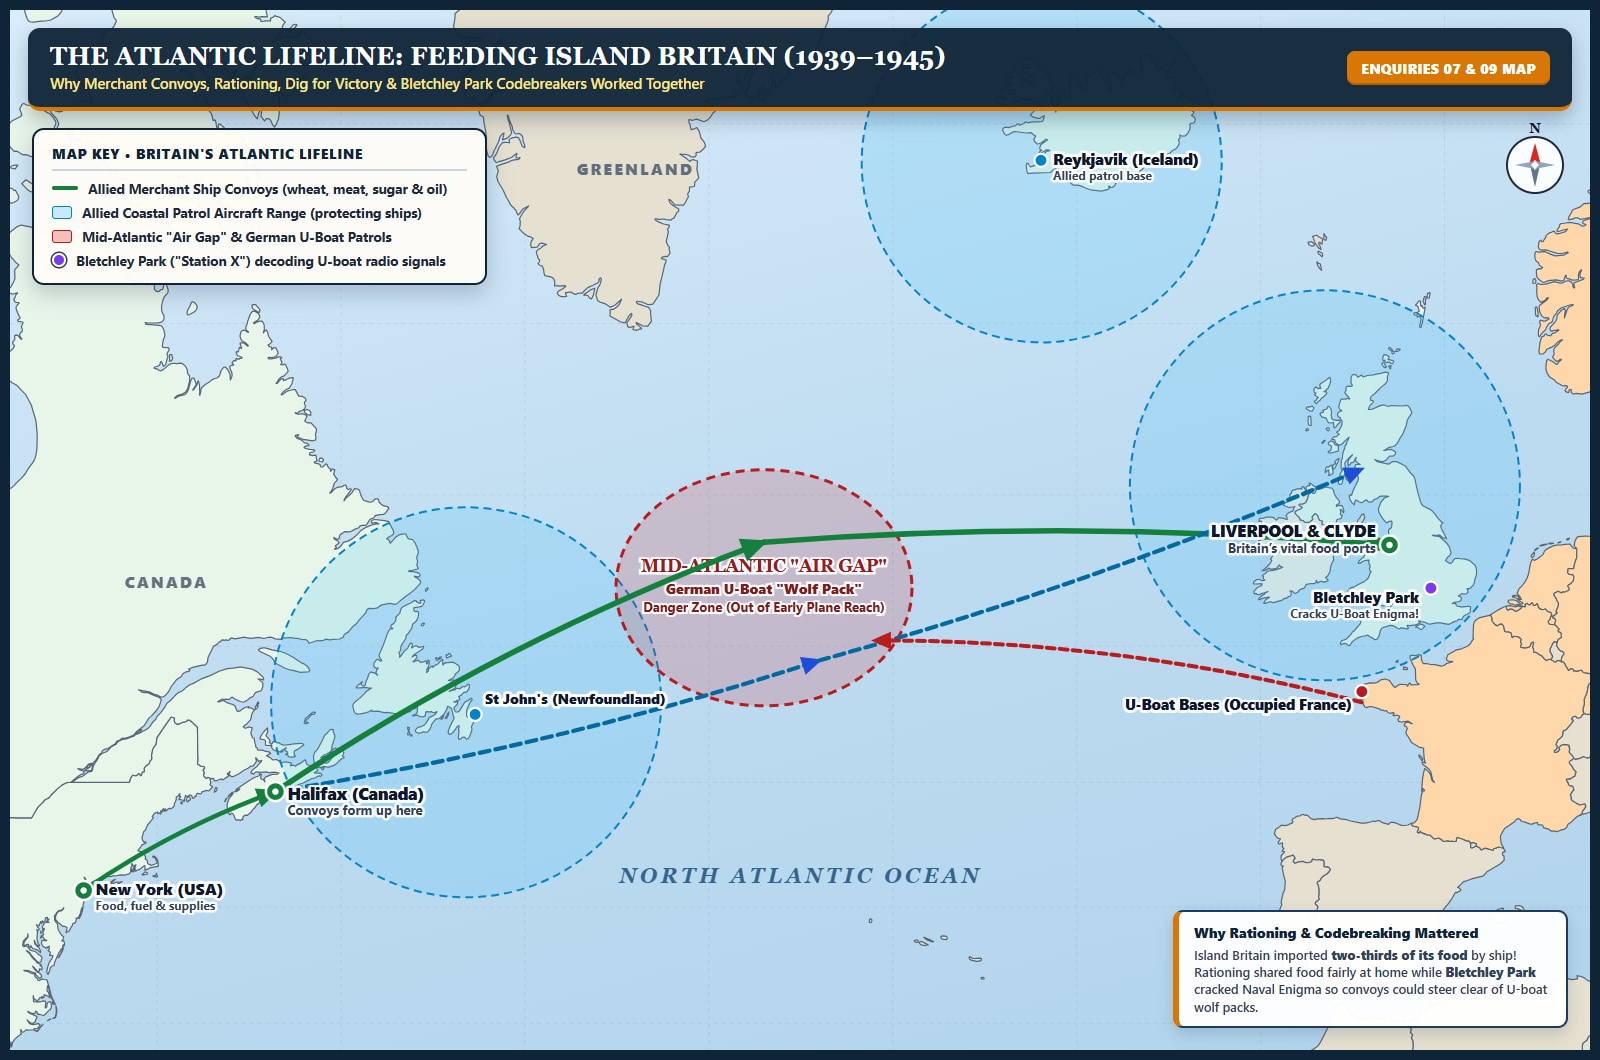 THE ATLANTIC LIFELINE: FEEDING ISLAND BRITAIN (1939–1945)
Why Merchant Convoys, Rationing, Dig for Victory & Bletchley Park Codebreakers Worked Together
ENQUIRIES 07 & 09 MAP
MAP KEY • BRITAIN'S ATLANTIC LIFELINE
Allied Merchant Ship Convoys (wheat, meat, sugar & oil)
Allied Coastal Patrol Aircraft Range (protecting ships)
Mid-Atlantic "Air Gap" & German U-Boat Patrols
Bletchley Park ("Station X") decoding U-boat radio signals
N
GREENLAND
Reykjavik (Iceland)
Allied patrol base
CANADA
MID-ATLANTIC "AIR GAP"
German U-Boat "Wolf Pack"
Danger Zone (Out of Early Plane Reach)
LIVERPOOL & CLYDE
Britain's vital food ports
Bletchley Park
Cracks U-Boat Enigma!
St John's (Newfoundland)
U-Boat Bases (Occupied France)
Halifax (Canada)
Convoys form up here
New York (USA)
Food, fuel & supplies
NORTH ATLANTIC OCEAN
Why Rationing & Codebreaking Mattered
Island Britain imported two-thirds of its food by ship!
Rationing shared food fairly at home while Bletchley Park
cracked Naval Enigma so convoys could steer clear of U-boat
wolf packs.